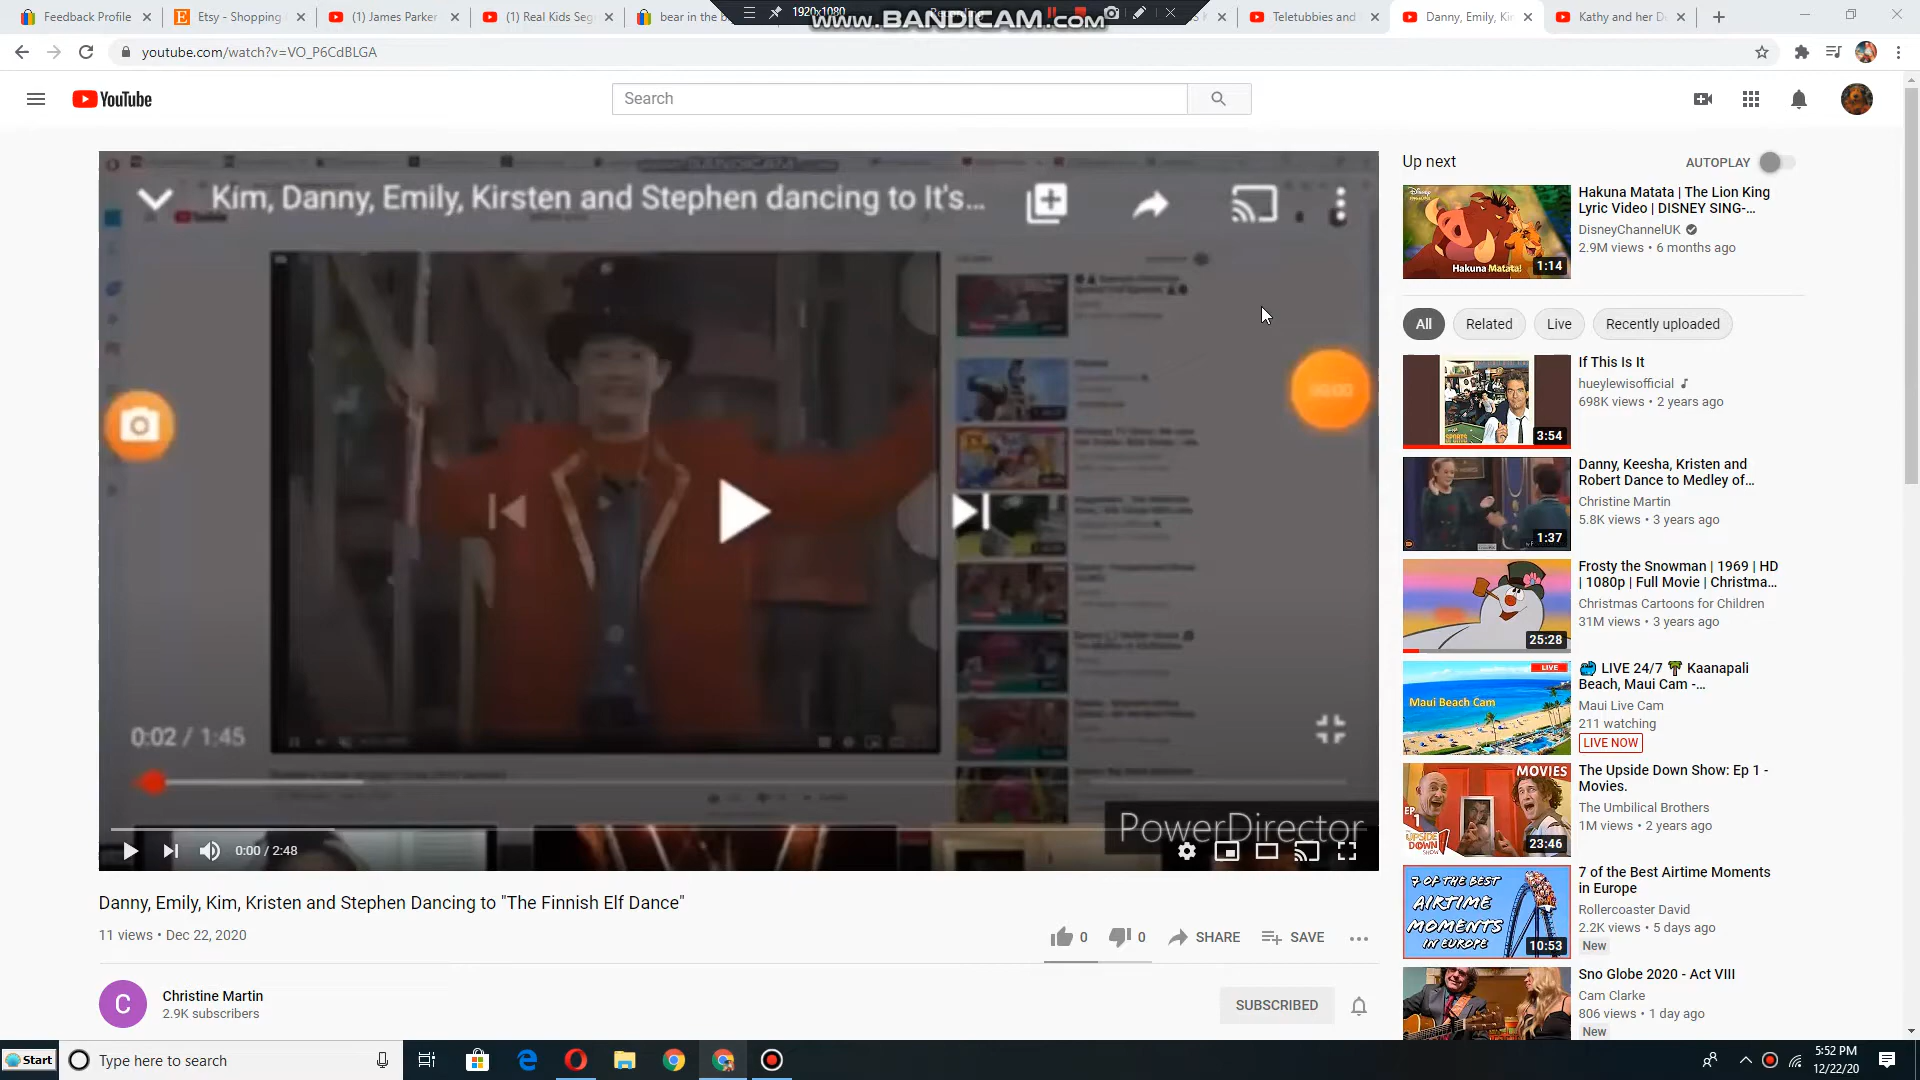 Feedback Profile
Etsy - Shopping
(1) James Parker
(1) Real Kids Seg
bear in the b
1920x1080
www.BANDICAM.com
Teletubbies and
Danny, Emily, Ki
Kathy and her D
youtube.com/watch?v=VO_P6CdBLGA
YouTube
Search
Kim, Danny, Emily, Kirsten and Stephen dancing to It's...
0:02 / 1:45
PowerDirector
0:00 / 2:48
Danny, Emily, Kim, Kristen and Stephen Dancing to "The Finnish Elf Dance"
11 views • Dec 22, 2020
0
0
SHARE
SAVE
C
Christine Martin
2.9K subscribers
SUBSCRIBED
Up next
AUTOPLAY
Hakuna Matata!
1:14
Hakuna Matata | The Lion King
Lyric Video | DISNEY SING-...
DisneyChannelUK
2.9M views • 6 months ago
All
Related
Live
Recently uploaded
3:54
If This Is It
hueylewisofficial
698K views • 2 years ago
1:37
Danny, Keesha, Kristen and
Robert Dance to Medley of...
Christine Martin
5.8K views • 3 years ago
25:28
Frosty the Snowman | 1969 | HD
| 1080p | Full Movie | Christma...
Christmas Cartoons for Children
31M views • 3 years ago
LIVE
Maui Beach Cam
LIVE 24/7 Kaanapali
Beach, Maui Cam -...
Maui Live Cam
211 watching
LIVE NOW
MOVIES
EP.
1
UPSIDE
DOWN
SHOW
23:46
The Upside Down Show: Ep 1 -
Movies.
The Umbilical Brothers
1M views • 2 years ago
7 OF THE BEST
AIRTIME
MOMENTS
IN EUROPE
10:53
7 of the Best Airtime Moments
in Europe
Rollercoaster David
2.2K views • 5 days ago
New
Sno Globe 2020 - Act VIII
Cam Clarke
806 views • 1 day ago
New
Start
Type here to search
5:52 PM
12/22/20